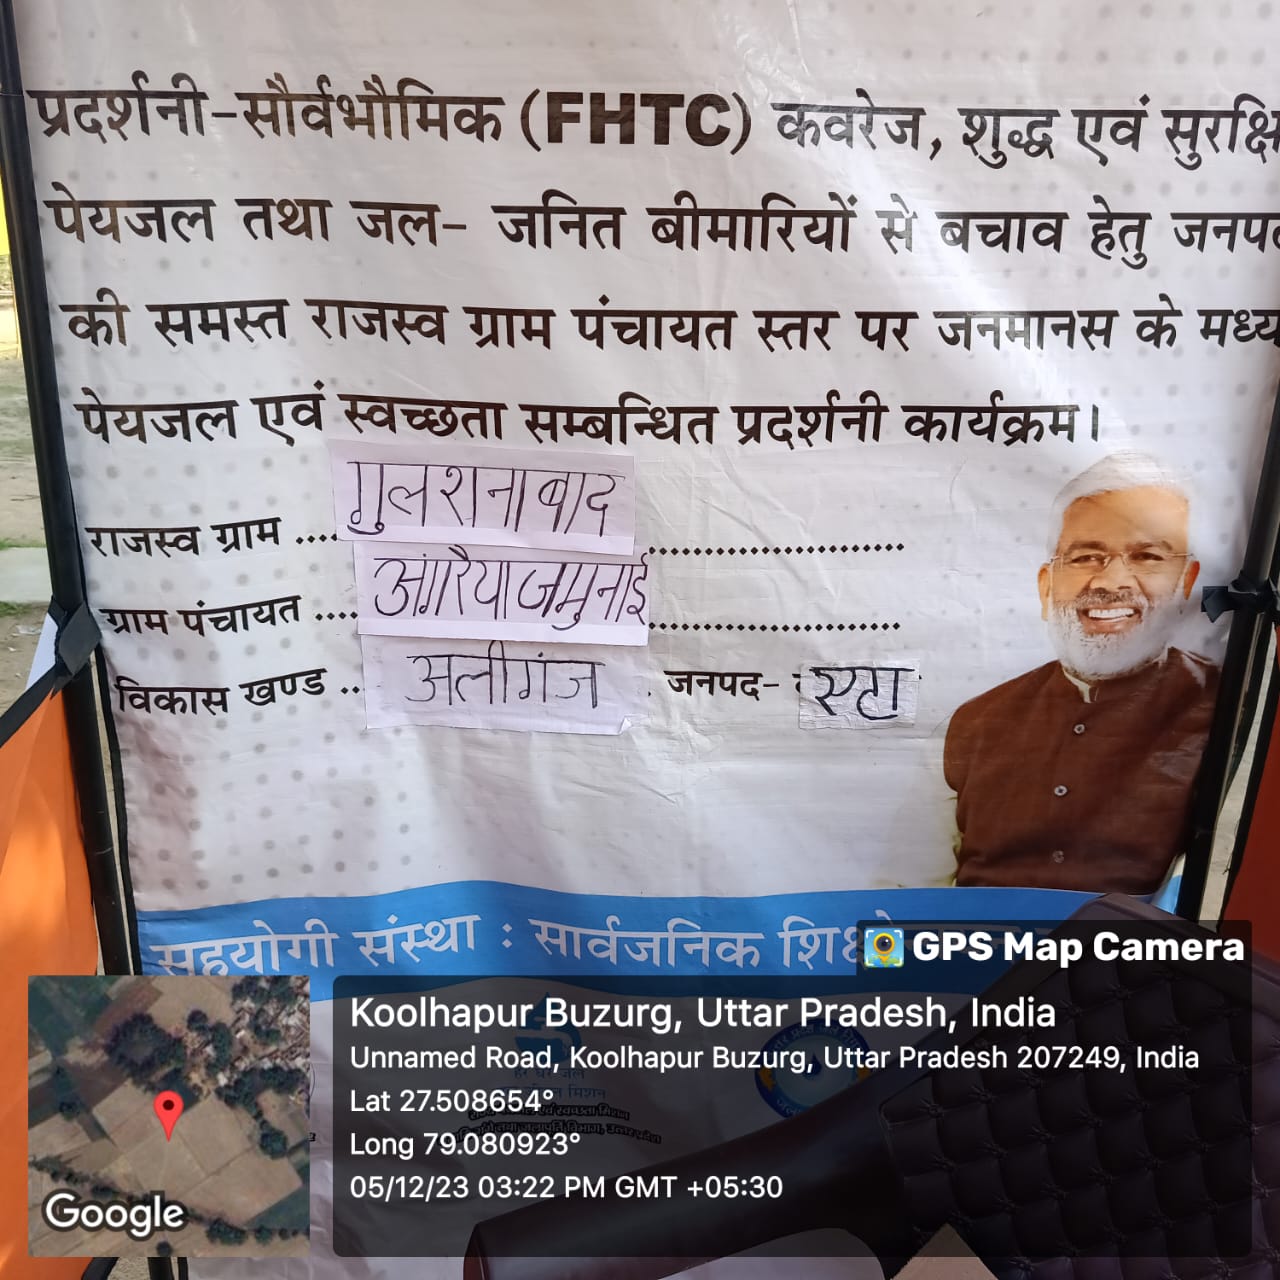 प्रदर्शनी-सौर्वभौमिक (FHTC) कवरेज, शुद्ध एवं सुरक्षि
पेयजल तथा जल- जनित बीमारियों से बचाव हेतु जनपद
की समस्त राजस्व ग्राम पंचायत स्तर पर जनमानस के मध्य
पेयजल एवं स्वच्छता सम्बन्धित प्रदर्शनी कार्यक्रम।
राजस्व ग्राम .... गुलशनाबाद ........................
ग्राम पंचायत .... अंगरैया जमुनाई ........................
विकास खण्ड .. अलीगंज . जनपद- एटा
सहयोगी संस्था : सार्वजनिक
GPS Map Camera
Koolhapur Buzurg, Uttar Pradesh, India
Unnamed Road, Koolhapur Buzurg, Uttar Pradesh 207249, India
Lat 27.508654°
Long 79.080923°
05/12/23 03:22 PM GMT +05:30
Google